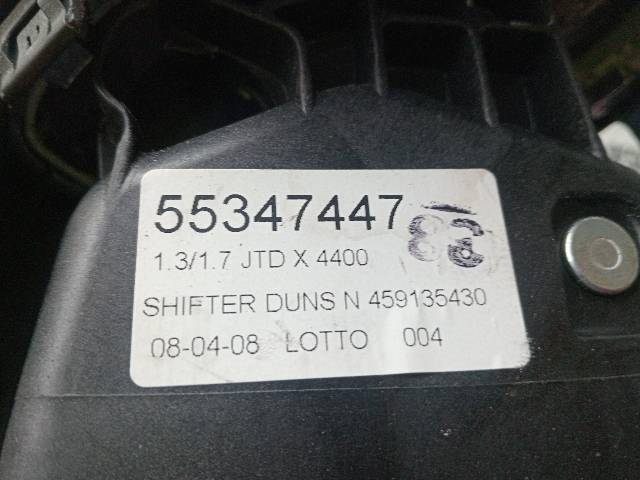 55347447
1.3/1.7 JTD X 4400
SHIFTER DUNS N 459135430
08-04-08 LOTTO 004